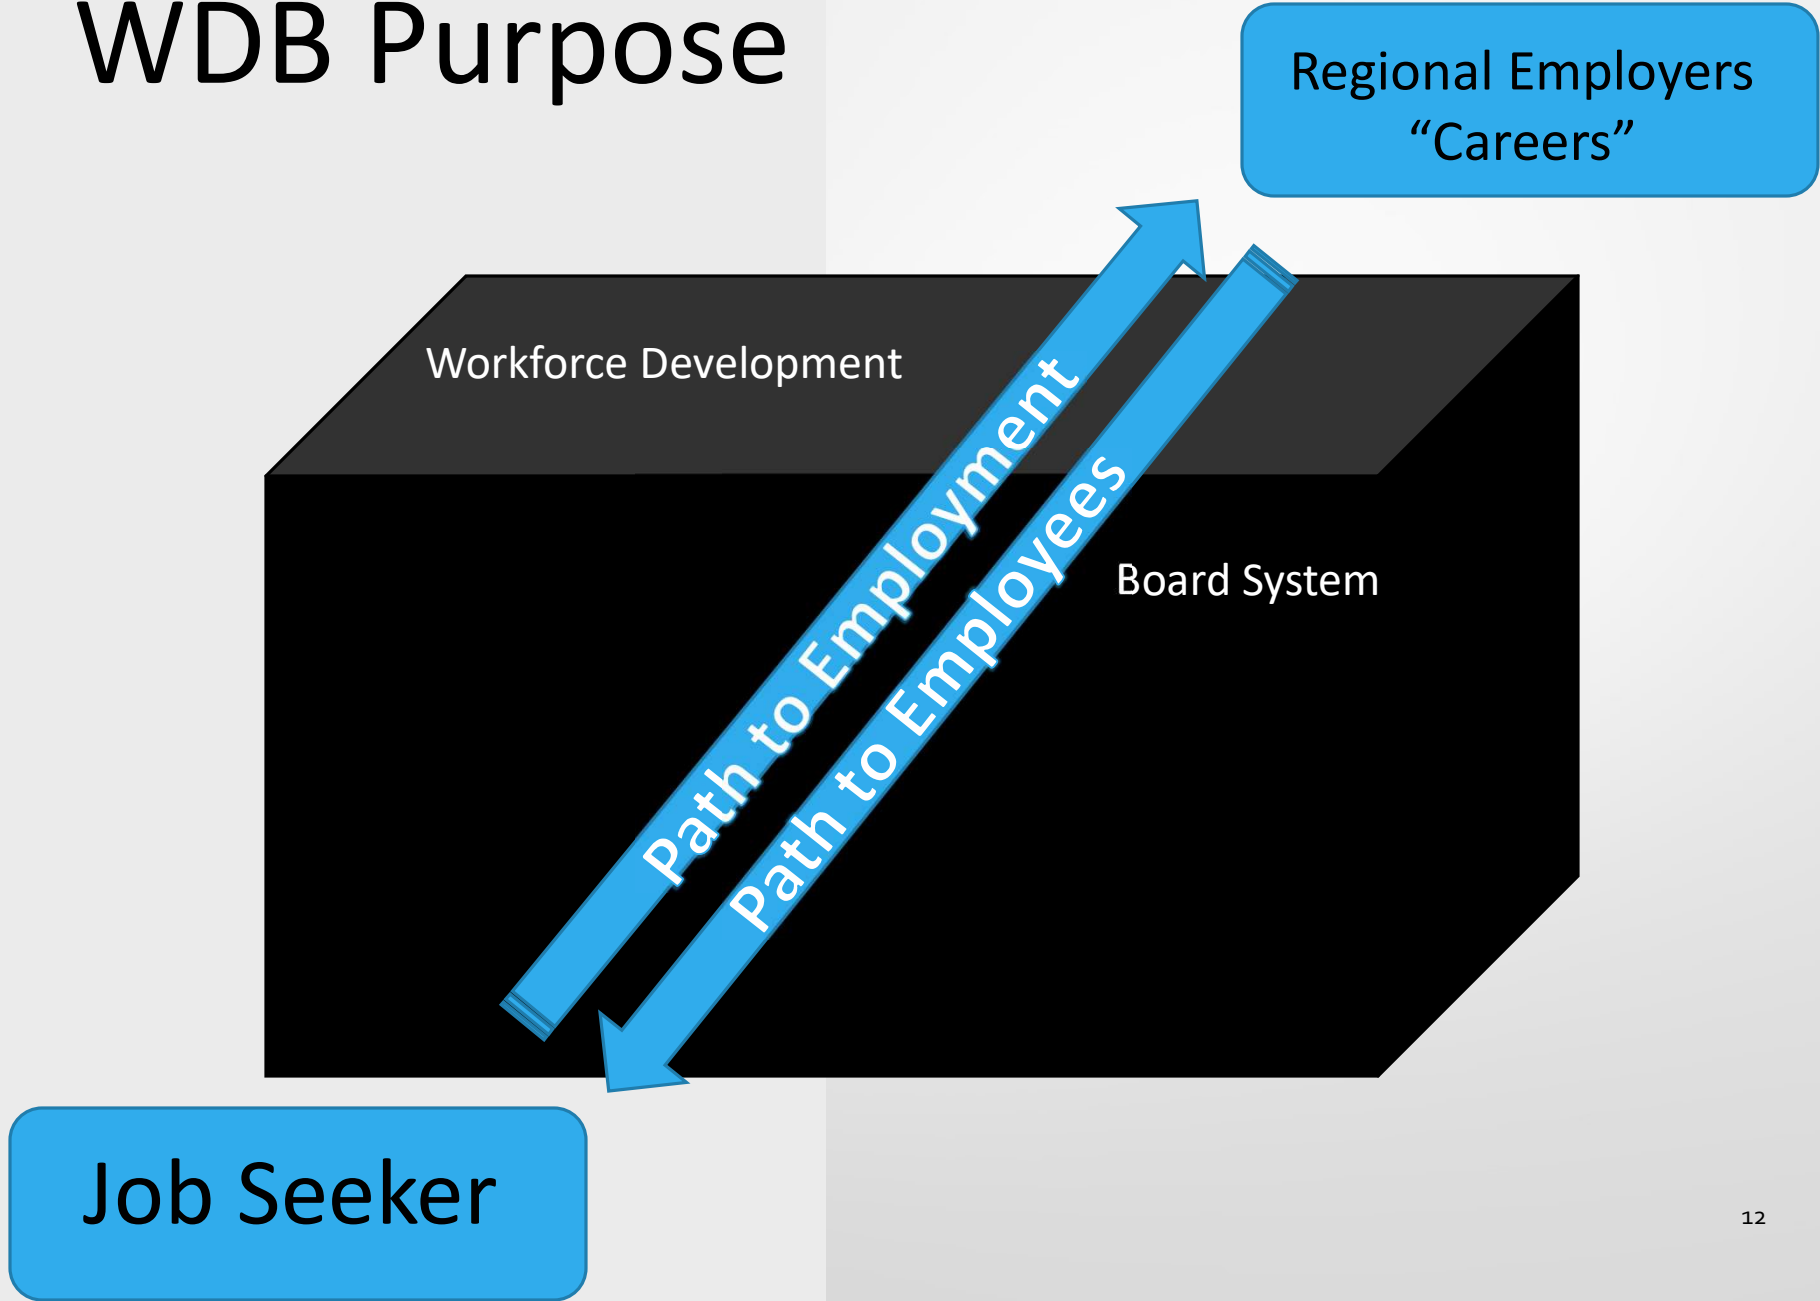 WDB Purpose
Regional Employers
“Careers”
Workforce Development
Path to Employment
Path to Employees
Board System
Job Seeker
12